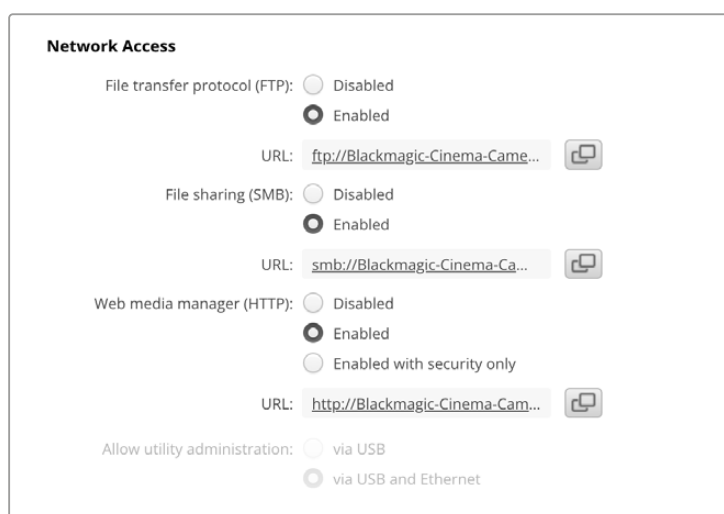 Network Access
File transfer protocol (FTP): Disabled
Enabled
URL: ftp://Blackmagic-Cinema-Came...
File sharing (SMB): Disabled
Enabled
URL: smb://Blackmagic-Cinema-Ca...
Web media manager (HTTP): Disabled
Enabled
Enabled with security only
URL: http://Blackmagic-Cinema-Cam...
Allow utility administration: via USB
via USB and Ethernet